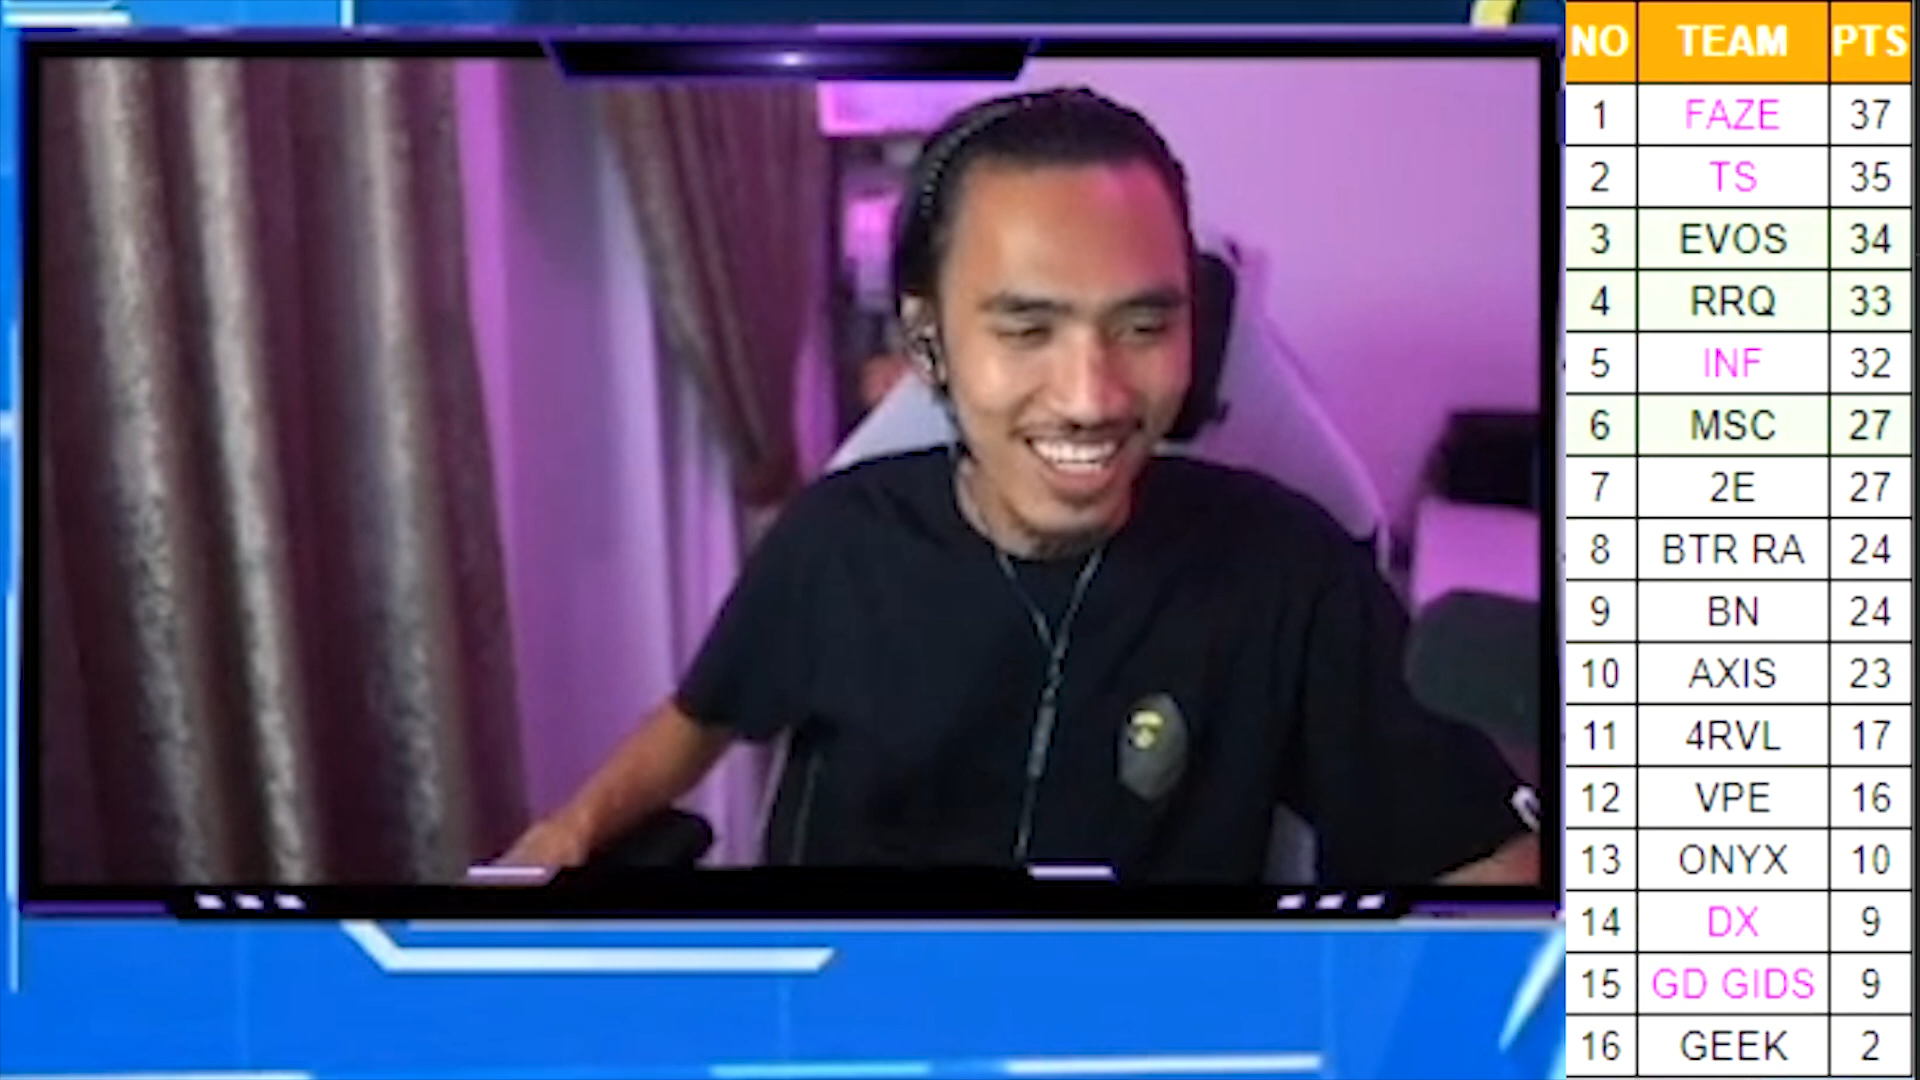 NO TEAM PTS
1 FAZE 37
2 TS 35
3 EVOS 34
4 RRQ 33
5 INF 32
6 MSC 27
7 2E 27
8 BTR RA 24
9 BN 24
10 AXIS 23
11 4RVL 17
12 VPE 16
13 ONYX 10
14 DX 9
15 GD GIDS 9
16 GEEK 2